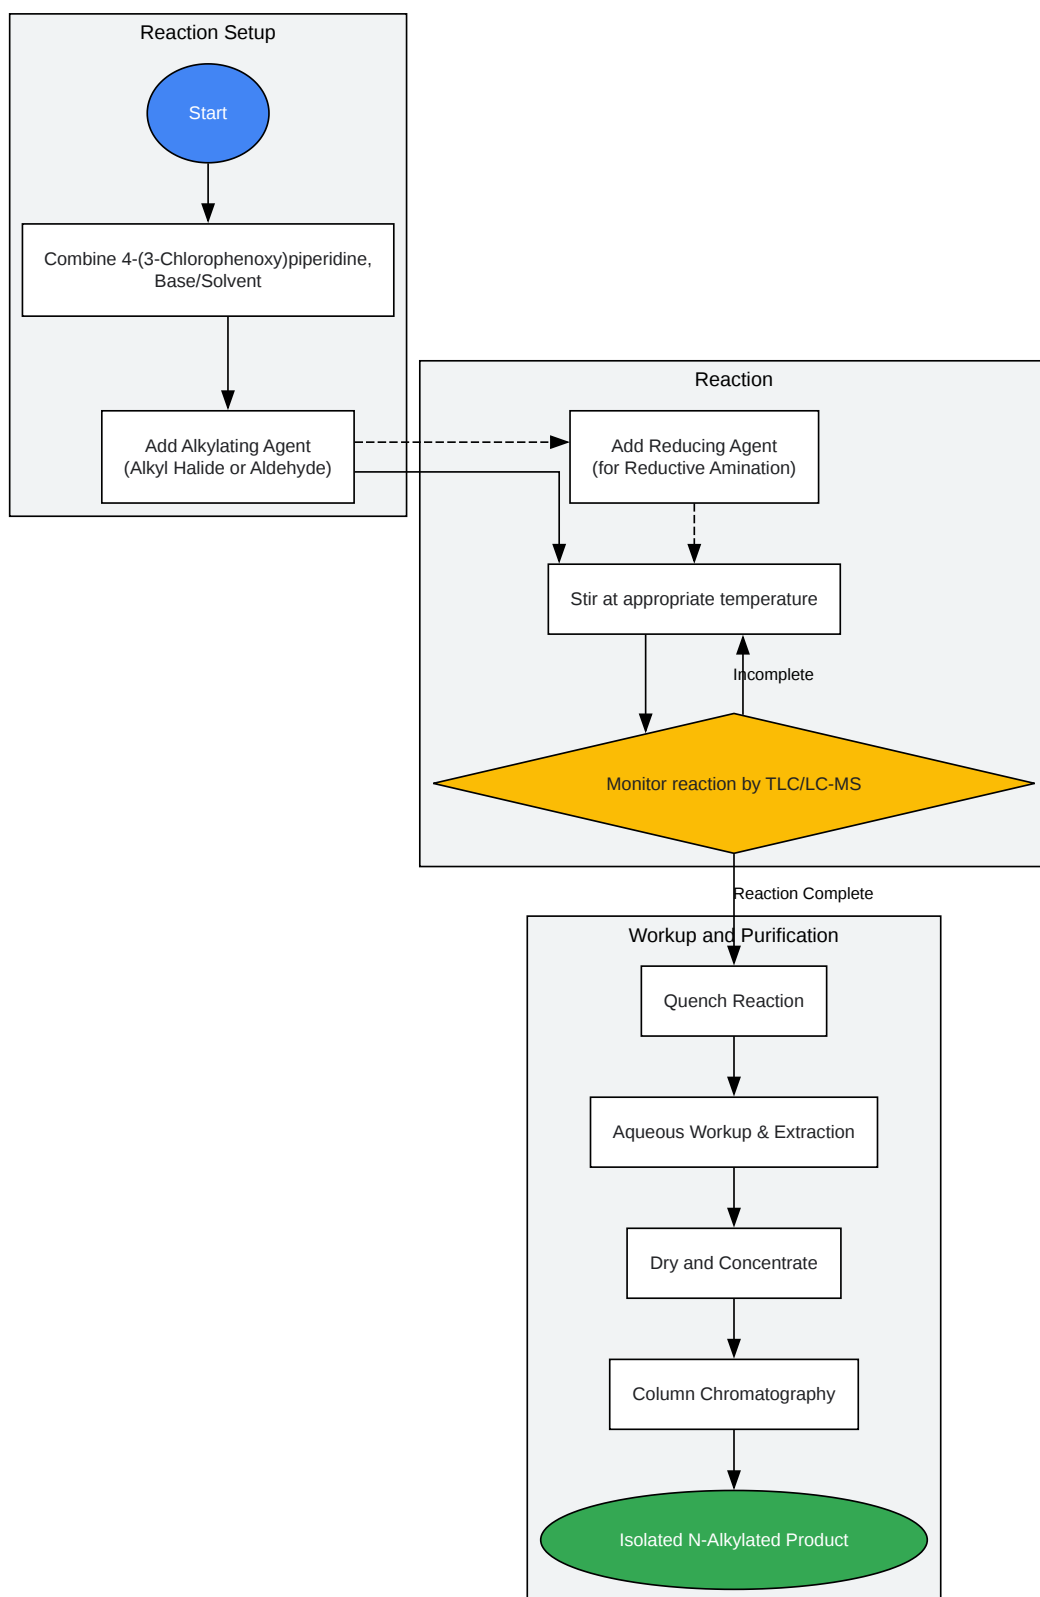 Reaction Setup
Start
Combine 4-(3-Chlorophenoxy)piperidine,
Base/Solvent
Add Alkylating Agent
(Alkyl Halide or Aldehyde)
Reaction
Add Reducing Agent
(for Reductive Amination)
Stir at appropriate temperature
Incomplete
Monitor reaction by TLC/LC-MS
Reaction Complete
Workup and Purification
Quench Reaction
Aqueous Workup & Extraction
Dry and Concentrate
Column Chromatography
Isolated N-Alkylated Product